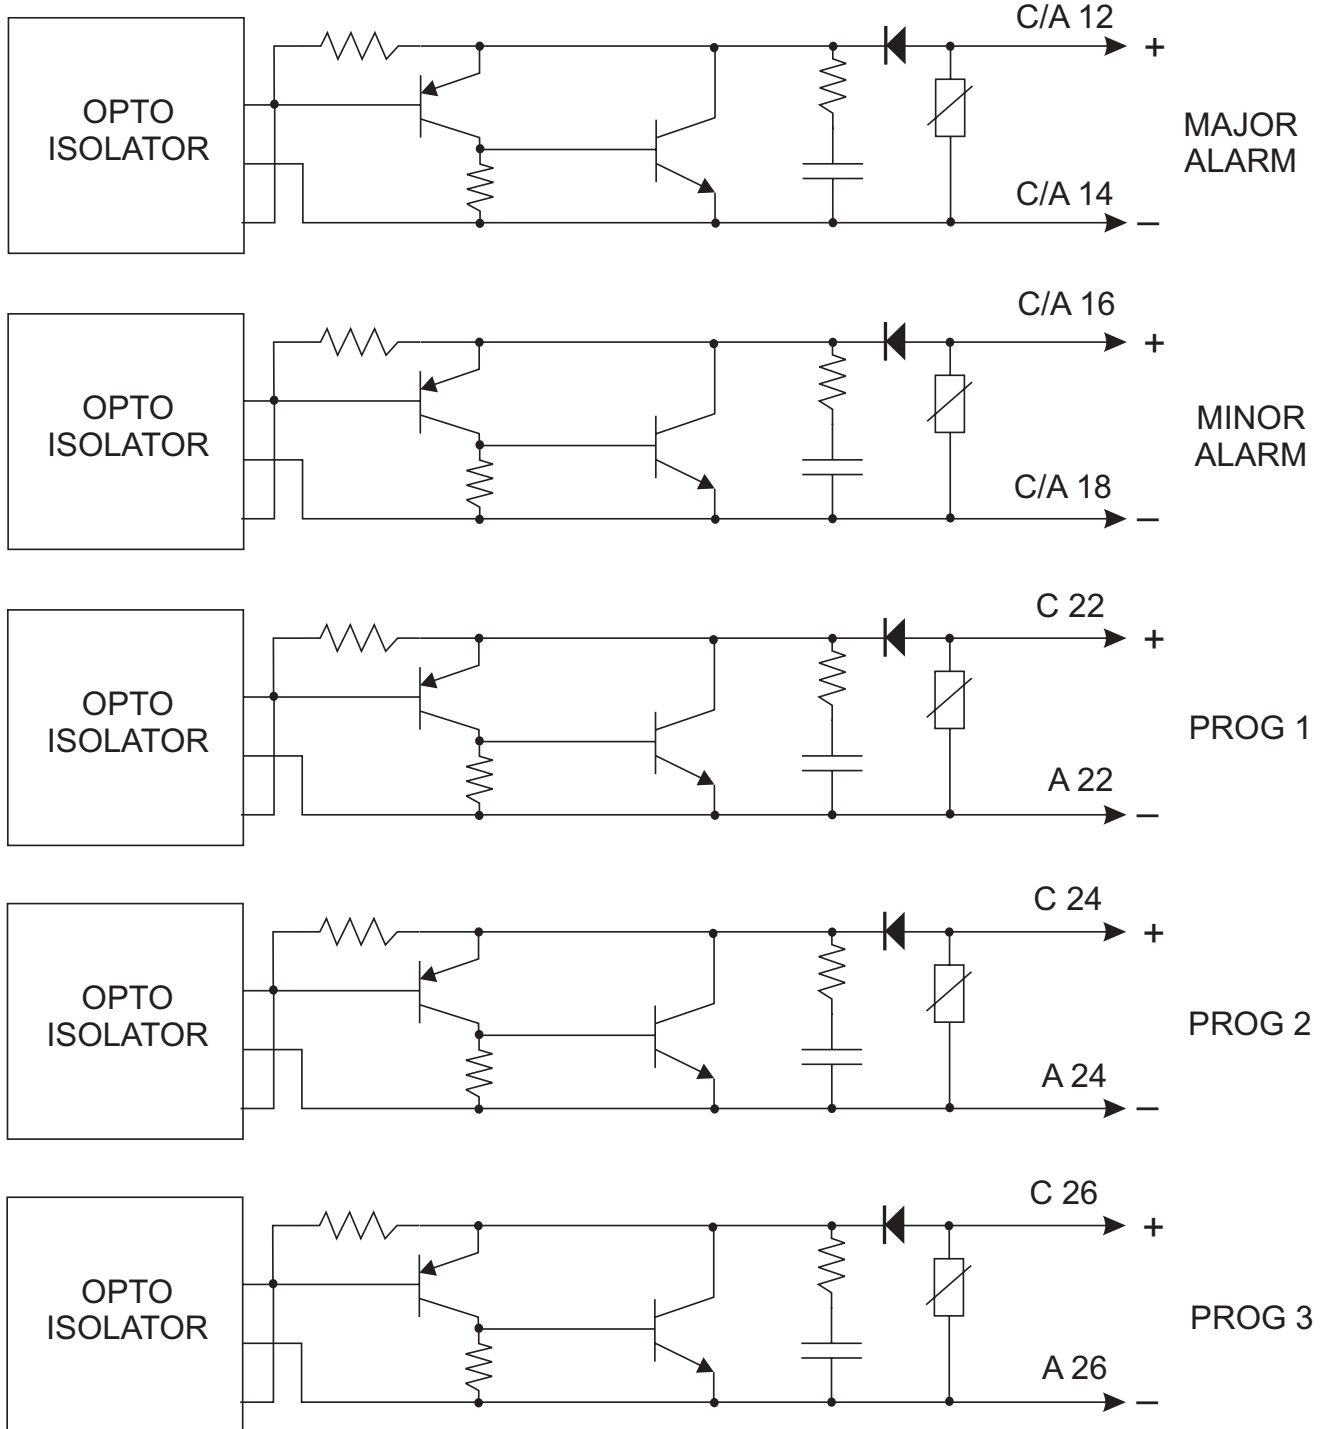 C/A 12
+
OPTO
ISOLATOR
MAJOR
ALARM
C/A 14
–
C/A 16
+
OPTO
ISOLATOR
MINOR
ALARM
C/A 18
–
C 22
+
OPTO
ISOLATOR
PROG 1
A 22
–
C 24
+
OPTO
ISOLATOR
PROG 2
A 24
–
C 26
+
OPTO
ISOLATOR
PROG 3
A 26
–